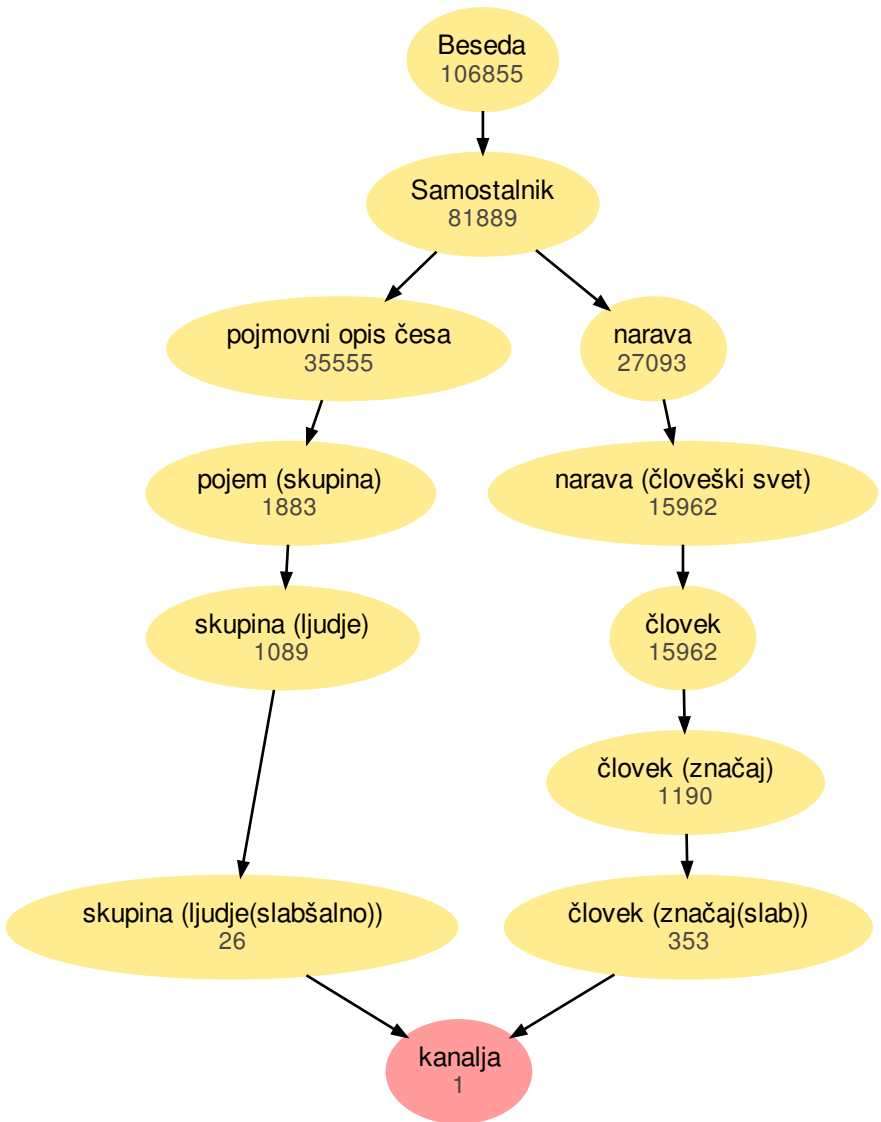 Beseda
106855
Samostalnik
81889
pojmovni opis česa
35555
narava
27093
pojem (skupina)
1883
narava (človeški svet)
15962
skupina (ljudje)
1089
človek
15962
človek (značaj)
1190
skupina (ljudje(slabšalno))
26
človek (značaj(slab))
353
kanalja
1